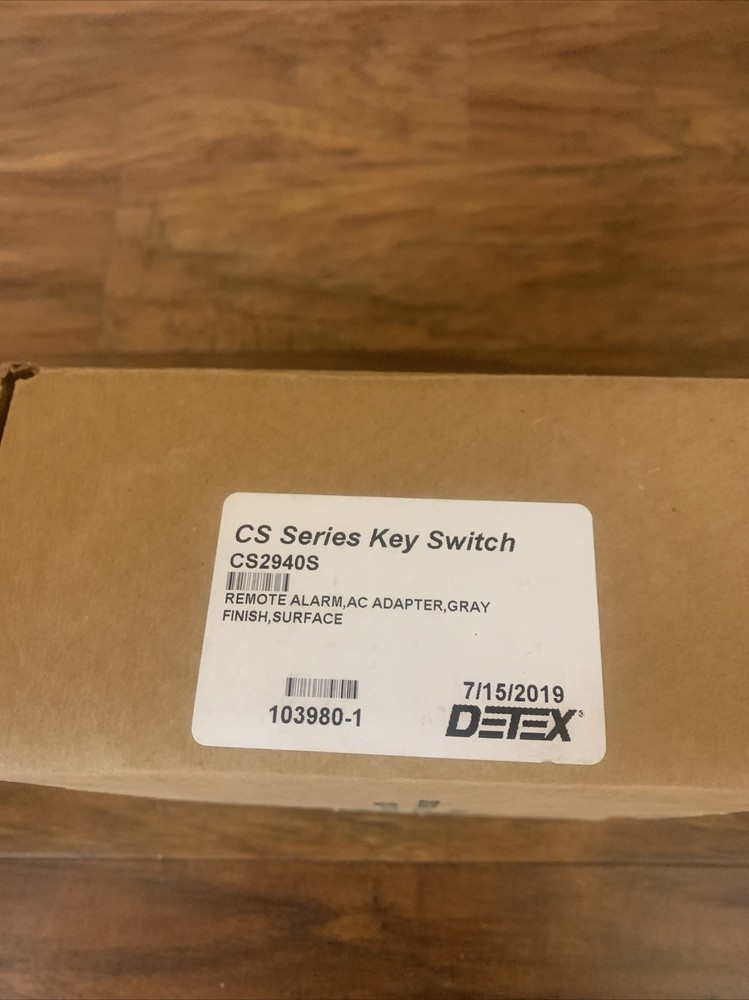 CS Series Key Switch
CS2940S
REMOTE ALARM,AC ADAPTER,GRAY
FINISH,SURFACE
7/15/2019
103980-1
DETEX®